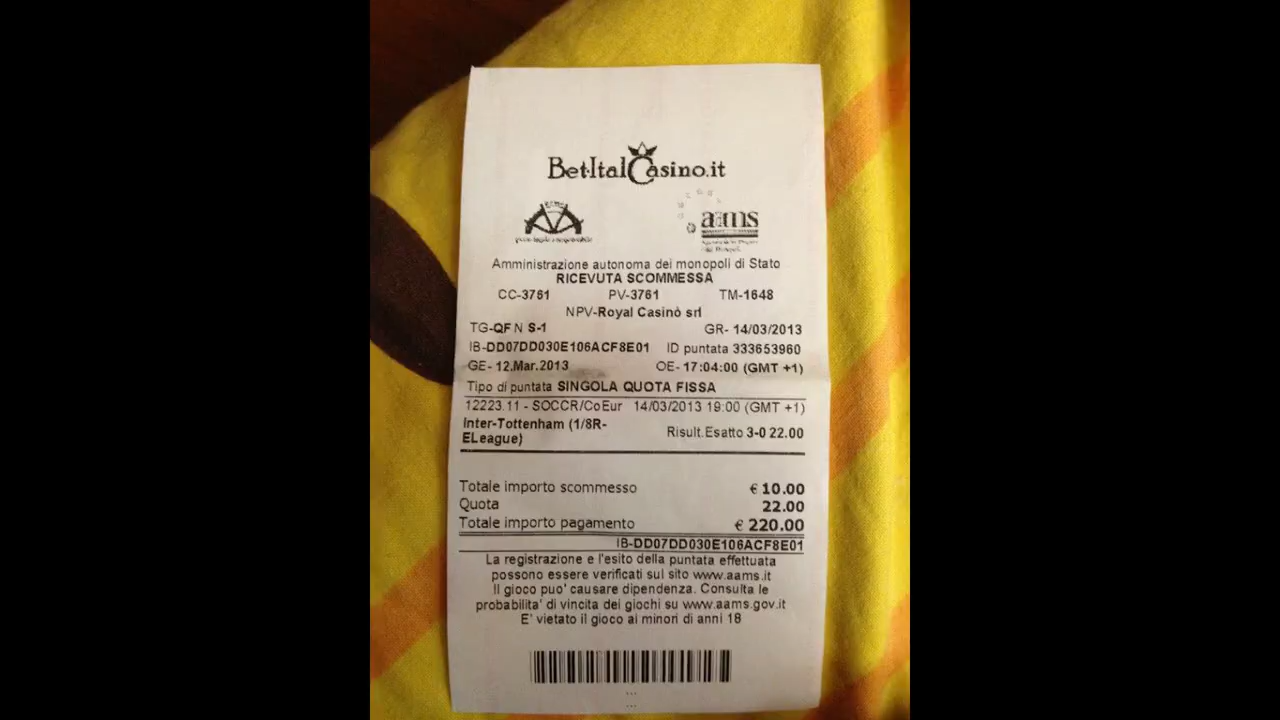 Bet-ItalCasino.it
aams
Amministrazione autonoma dei monopoli di Stato
RICEVUTA SCOMMESSA
CC-3761 PV-3761 TM-1648
NPV-Royal Casinò srl
TG-QF N S-1 GR- 14/03/2013
IB-DD07DD030E106ACF8E01 ID puntata 333653960
GE- 12.Mar.2013 OE- 17:04:00 (GMT +1)
Tipo di puntata SINGOLA QUOTA FISSA
12223.11 - SOCCR/CoEur 14/03/2013 19:00 (GMT +1)
Inter-Tottenham (1/8R-
ELeague) Risult.Esatto 3-0 22.00
Totale importo scommesso € 10.00
Quota 22.00
Totale importo pagamento € 220.00
IB-DD07DD030E106ACF8E01
La registrazione e l'esito della puntata effettuata
possono essere verificati sul sito www.aams.it
Il gioco puo' causare dipendenza. Consulta le
probabilita' di vincita dei giochi su www.aams.gov.it
E' vietato il gioco ai minori di anni 18